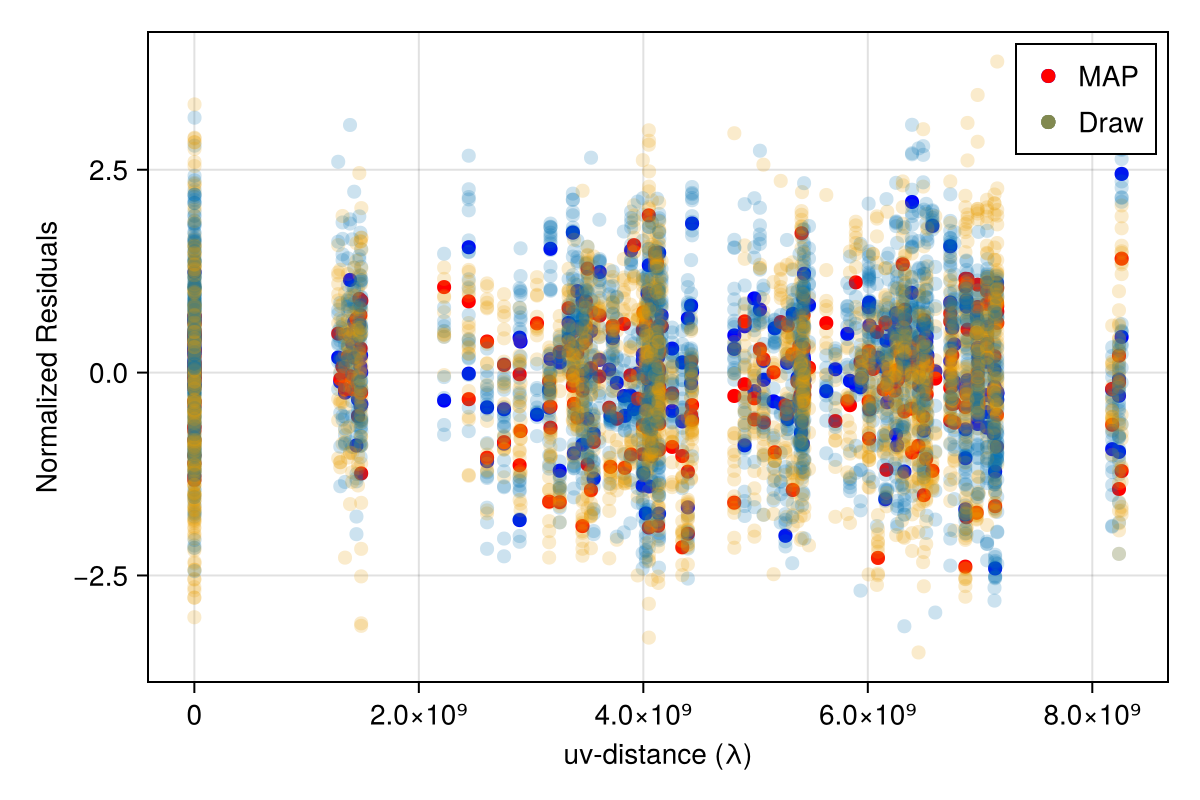 MAP
Draw
Normalized Residuals
2.5
0.0
−2.5
0
2.0×10⁹
4.0×10⁹
6.0×10⁹
8.0×10⁹
uv-distance (λ)